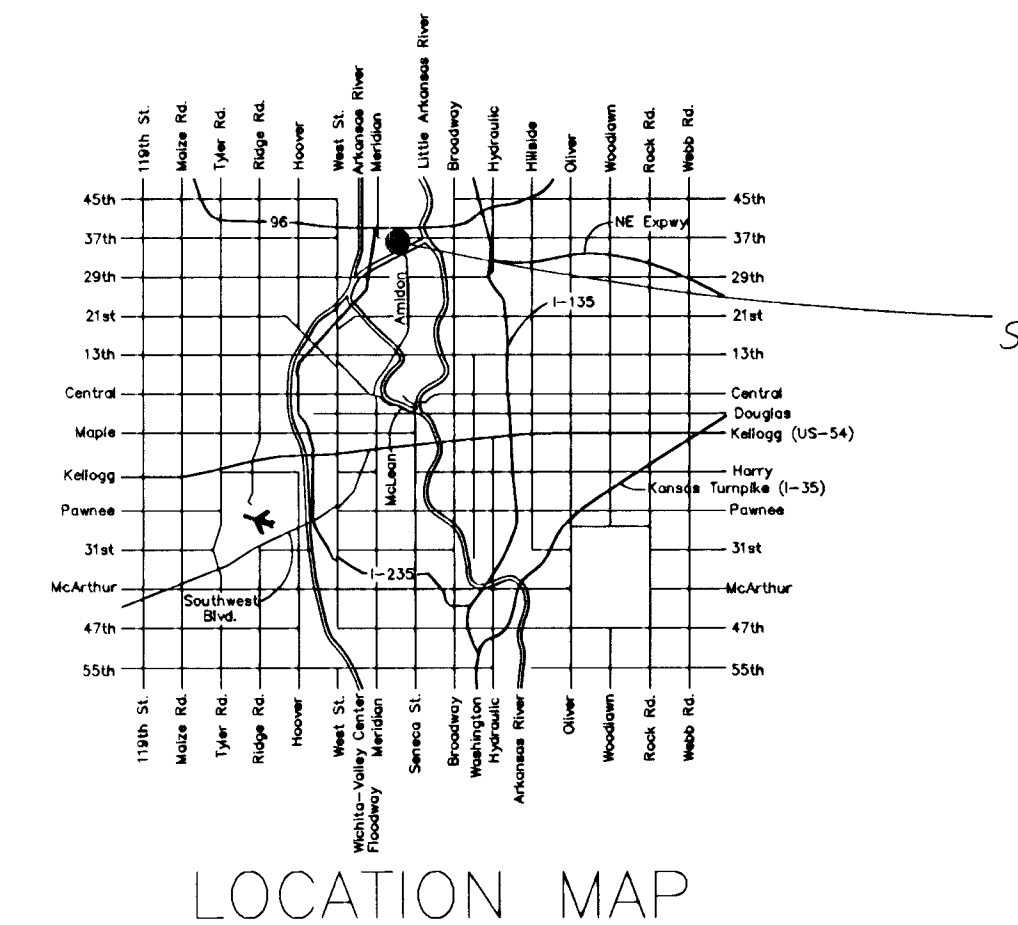 119th St.
Maize Rd.
Tyler Rd.
Ridge Rd.
Hoover
West St.
Arkansas River
Meridian
Little Arkansas River
Broadway
Hydraulic
Hillside
Oliver
Woodlawn
Rock Rd.
Webb Rd.
45th 45th
96 NE Expwy
37th 37th
29th 29th
Amidon
I-135
21st 21st
S
13th 13th
Central Central
Douglas
Maple Kellogg (US-54)
Kellogg Harry
McLean
Kansas Turnpike (I-35)
Pawnee Pawnee
31st 31st
I-235
McArthur McArthur
Southwest
Blvd.
47th 47th
55th 55th
119th St.
Maize Rd.
Tyler Rd.
Ridge Rd.
Hoover
West St.
Wichita-Valley Center
Floodway
Meridian
Seneca St.
Broadway
Washington
Hydraulic
Arkansas River
Oliver
Woodlawn
Rock Rd.
Webb Rd.
LOCATION MAP